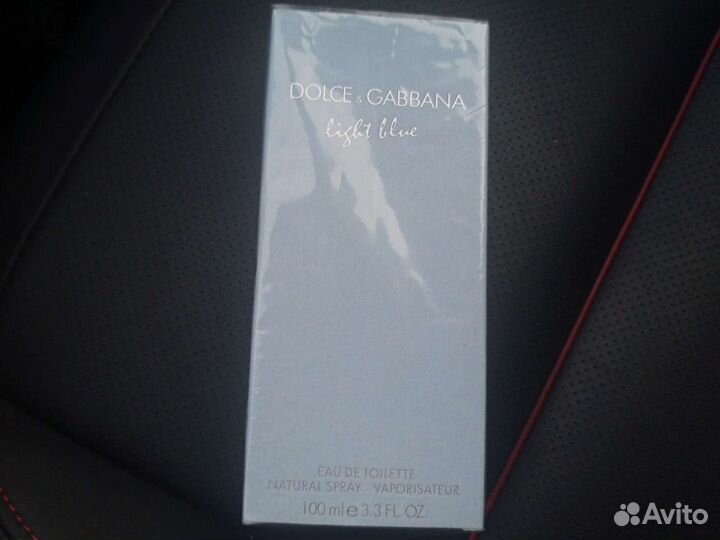 DOLCE & GABBANA
light blue
EAU DE TOILETTE
NATURAL SPRAY VAPORISATEUR
100 ml e 3.3 FL. OZ.
Avito